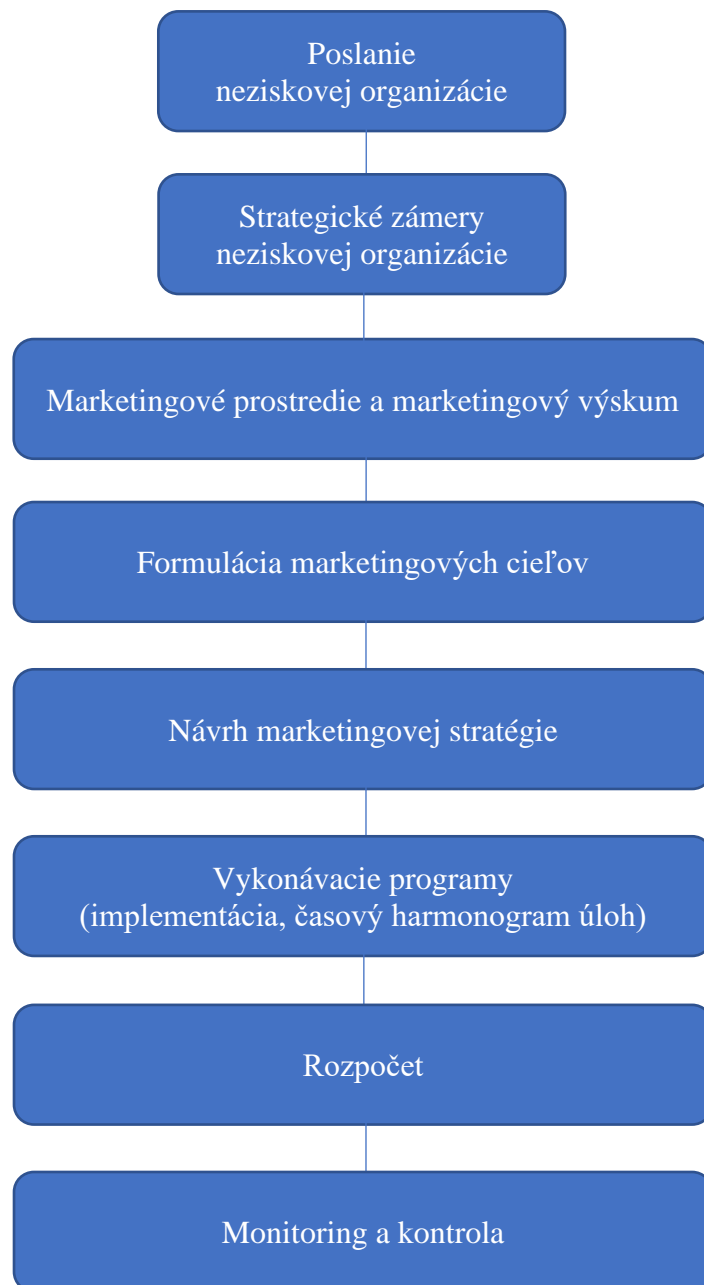 Poslanie
neziskovej organizácie
Strategické zámery
neziskovej organizácie
Marketingové prostredie a marketingový výskum
Formulácia marketingových cieľov
Návrh marketingovej stratégie
Vykonávacie programy
(implementácia, časový harmonogram úloh)
Rozpočet
Monitoring a kontrola